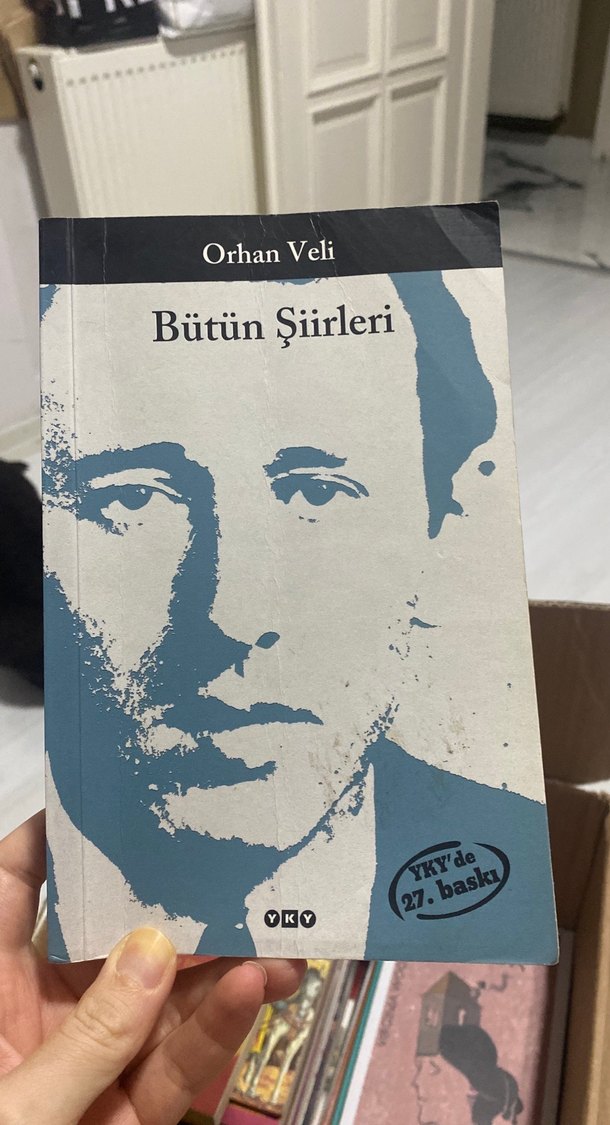 Orhan Veli
Bütün Şiirleri
YKY'de
27. baskı
YKY